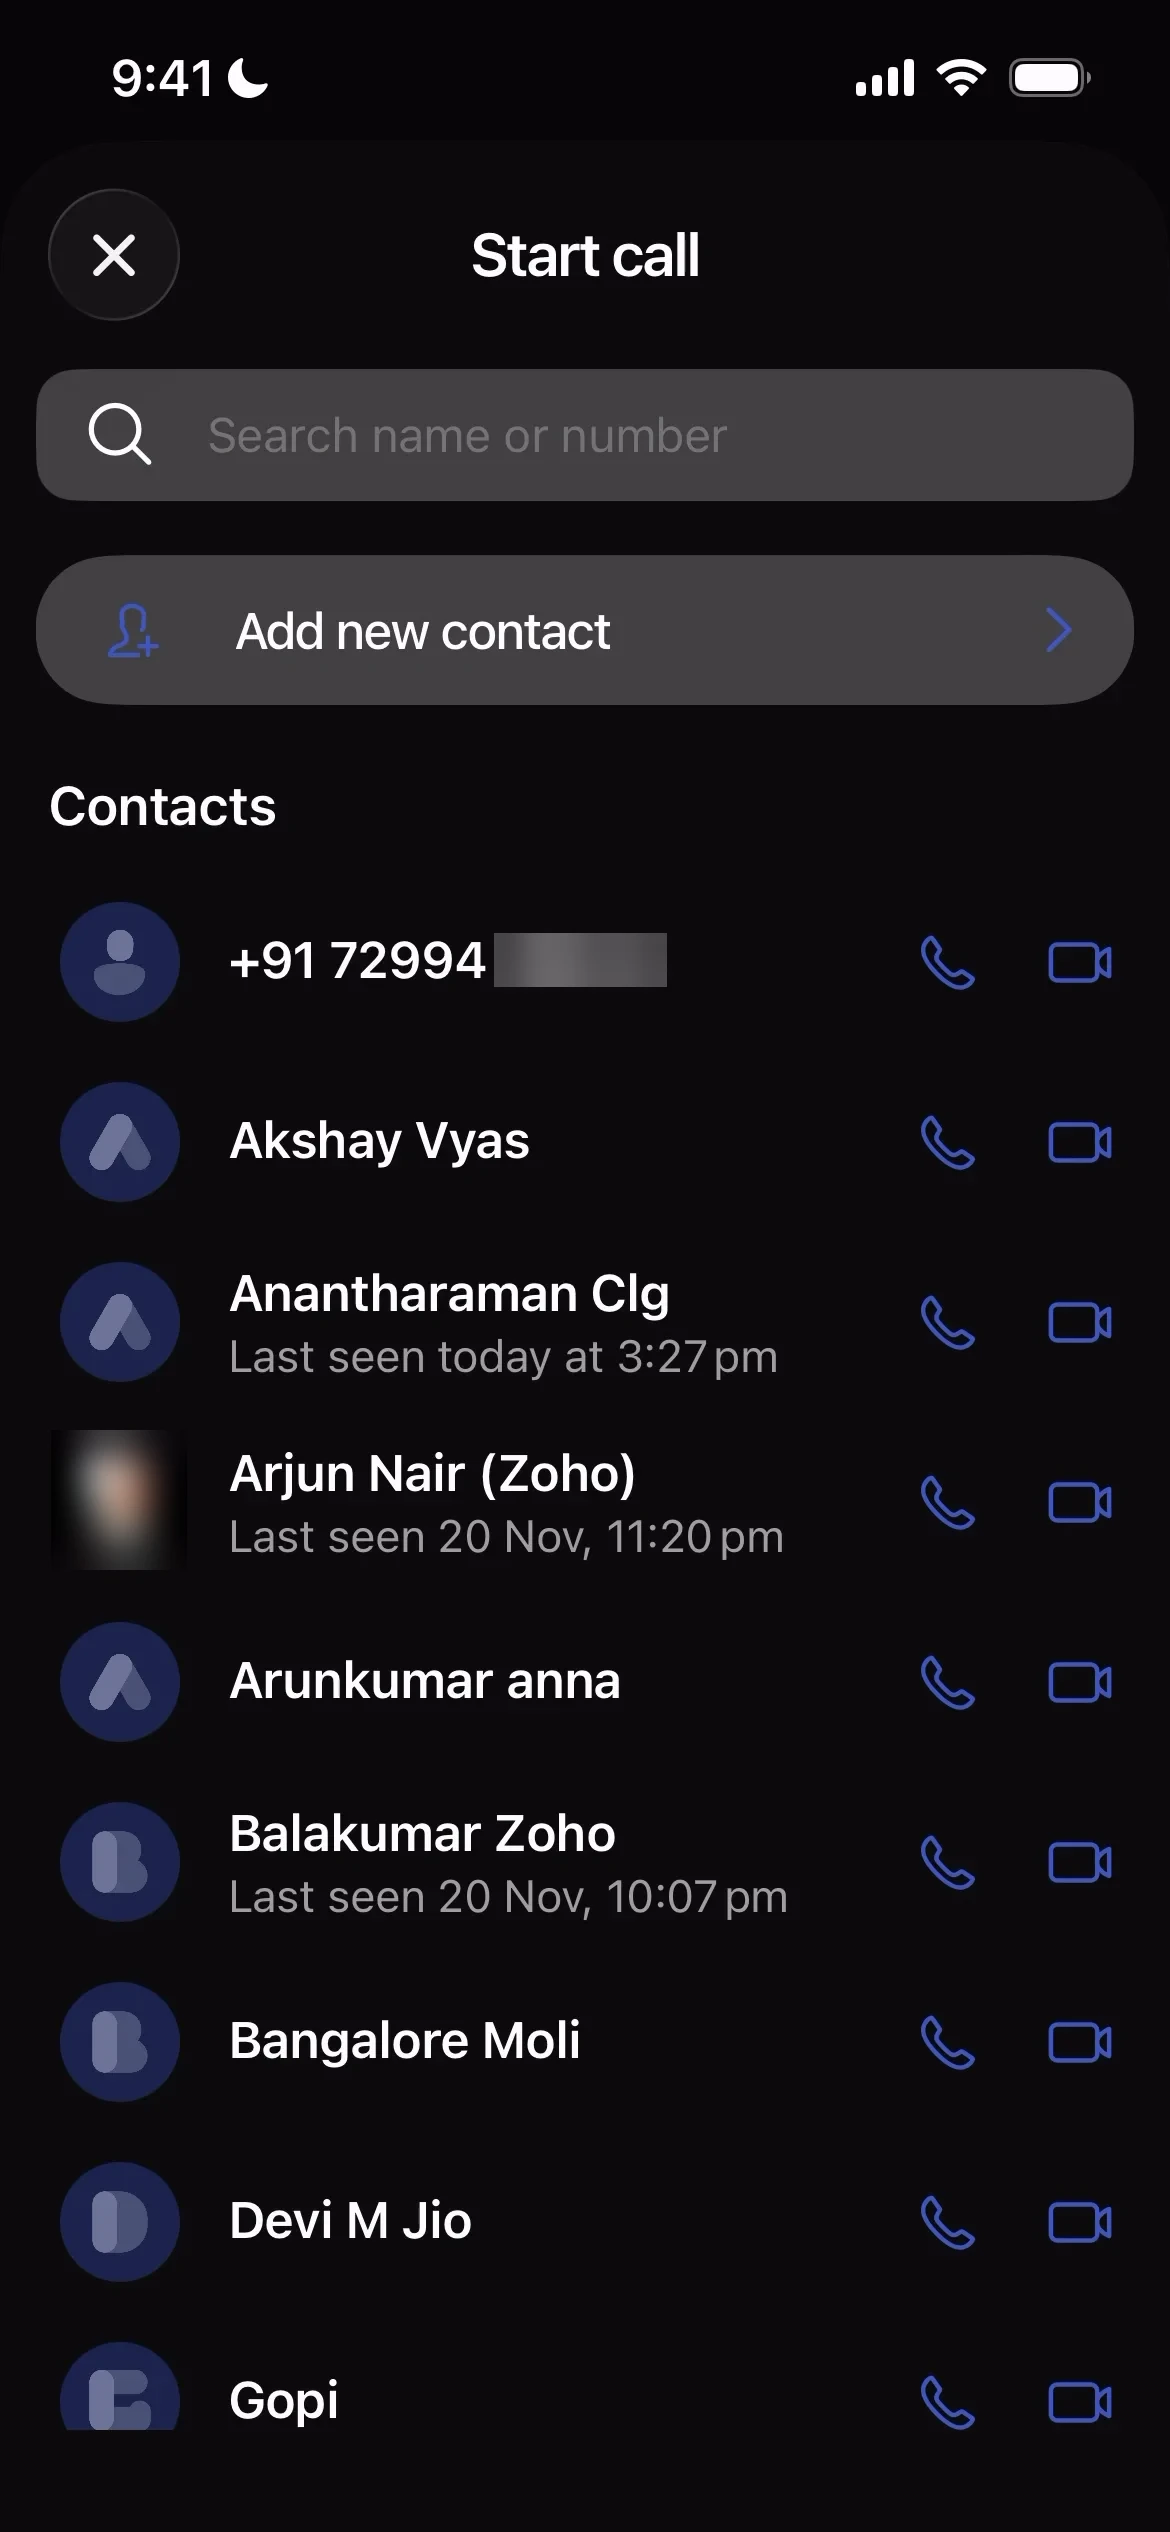 9:41
Start call
Search name or number
Add new contact
Contacts
+91 72994
Akshay Vyas
Anantharaman Clg
Last seen today at 3:27 pm
Arjun Nair (Zoho)
Last seen 20 Nov, 11:20 pm
Arunkumar anna
Balakumar Zoho
Last seen 20 Nov, 10:07 pm
Bangalore Moli
Devi M Jio
Gopi